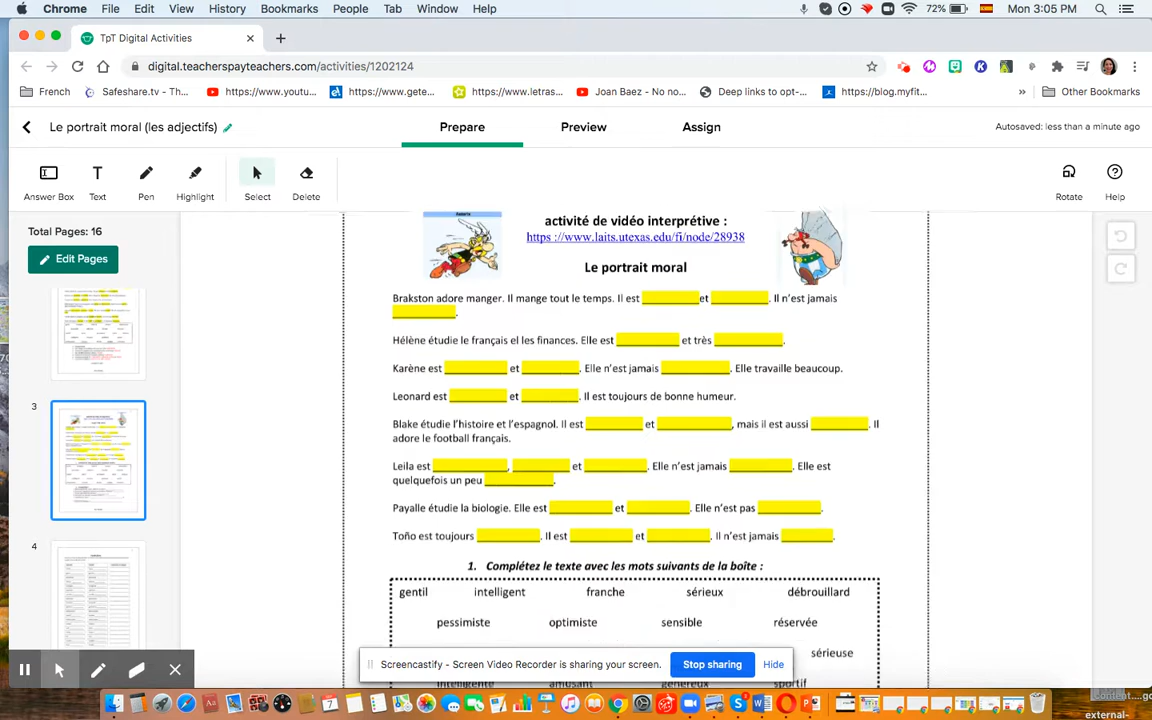 Chrome File Edit View History Bookmarks People Tab Window Help 72% Mon 3:05 PM
TpT Digital Activities
digital.teacherspayteachers.com/activities/1202124
French Safeshare.tv - Th... https://www.youtu... https://www.gete... https://www.letras... Joan Baez - No no... Deep links to opt-... https://blog.myfit... » Other Bookmarks
Le portrait moral (les adjectifs) Prepare Preview Assign Autosaved: less than a minute ago
Answer Box Text Pen Highlight Select Delete Rotate Help
Total Pages: 16
Edit Pages
3
4
activité de vidéo interprétive :
https ://www.laits.utexas.edu/fi/node/28938
Le portrait moral
Brakston adore manger. Il mange tout le temps. Il est et . Il n'est jamais
.
Hélène étudie le français el les finances. Elle est et très .
Karène est et . Elle n'est jamais . Elle travaille beaucoup.
Leonard est et . Il est toujours de bonne humeur.
Blake étudie l'histoire et l'espagnol. Il est et , mais il est aussi . Il
adore le football français.
Leila est , et . Elle n'est jamais . Elle est
quelquefois un peu .
Payalle étudie la biologie. Elle est et . Elle n'est pas .
Toño est toujours . Il est et . Il n'est jamais .
1. Complétez le texte avec les mots suivants de la boîte :
gentil intelligent franche sérieux débrouillard
pessimiste optimiste sensible réservée
sérieuse
intelligente amusant généreux sportif
Screencastify - Screen Video Recorder is sharing your screen. Stop sharing Hide